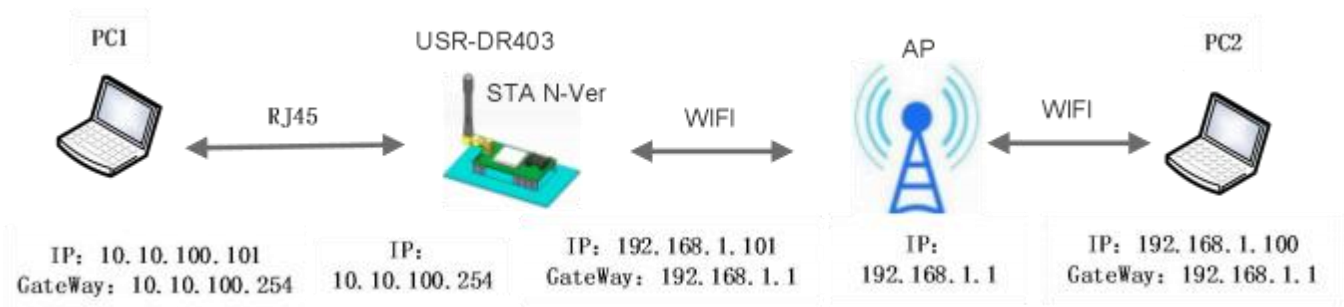 PC1
USR-DR403
AP
PC2
STA N-Ver
RJ45
WIFI
WIFI
IP: 10.10.100.101
GateWay: 10.10.100.254
IP:
10.10.100.254
IP: 192.168.1.101
GateWay: 192.168.1.1
IP:
192.168.1.1
IP: 192.168.1.100
GateWay: 192.168.1.1